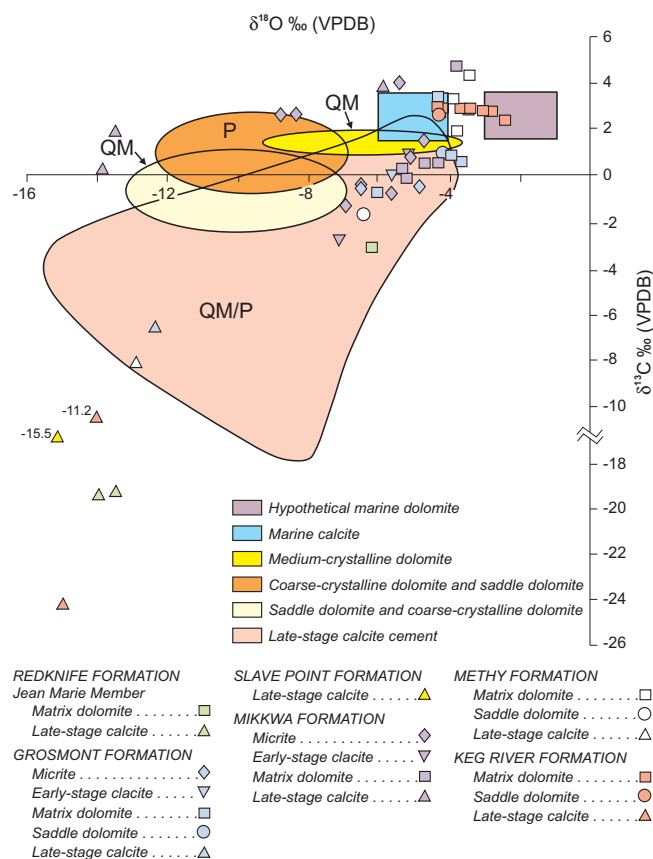 δ¹⁸O ‰ (VPDB)
6
4
2
0
-2
-4
-6
-8
-10
-18
-20
-22
-24
-26
δ¹³C ‰ (VPDB)
-16
-12
-8
-4
QM
P
QM
QM/P
-11.2
-15.5
Hypothetical marine dolomite
Marine calcite
Medium-crystalline dolomite
Coarse-crystalline dolomite and saddle dolomite
Saddle dolomite and coarse-crystalline dolomite
Late-stage calcite cement
REDKNIFE FORMATION
Jean Marie Member
Matrix dolomite . . . . . . . .
Late-stage calcite . . . . . .
GROSMONT FORMATION
Micrite . . . . . . . . . . . . . . . .
Early-stage clacite . . . . .
Matrix dolomite . . . . . . . .
Saddle dolomite . . . . . . .
Late-stage calcite . . . . . .
SLAVE POINT FORMATION
Late-stage calcite . . . . . .
MIKKWA FORMATION
Micrite . . . . . . . . . . . . . . . .
Early-stage clacite . . . . .
Matrix dolomite . . . . . . . .
Late-stage calcite . . . . . .
METHY FORMATION
Matrix dolomite . . . . . . . .
Saddle dolomite . . . . . . .
Late-stage calcite . . . . . .
KEG RIVER FORMATION
Matrix dolomite . . . . . . . .
Saddle dolomite . . . . . . .
Late-stage calcite . . . . . .